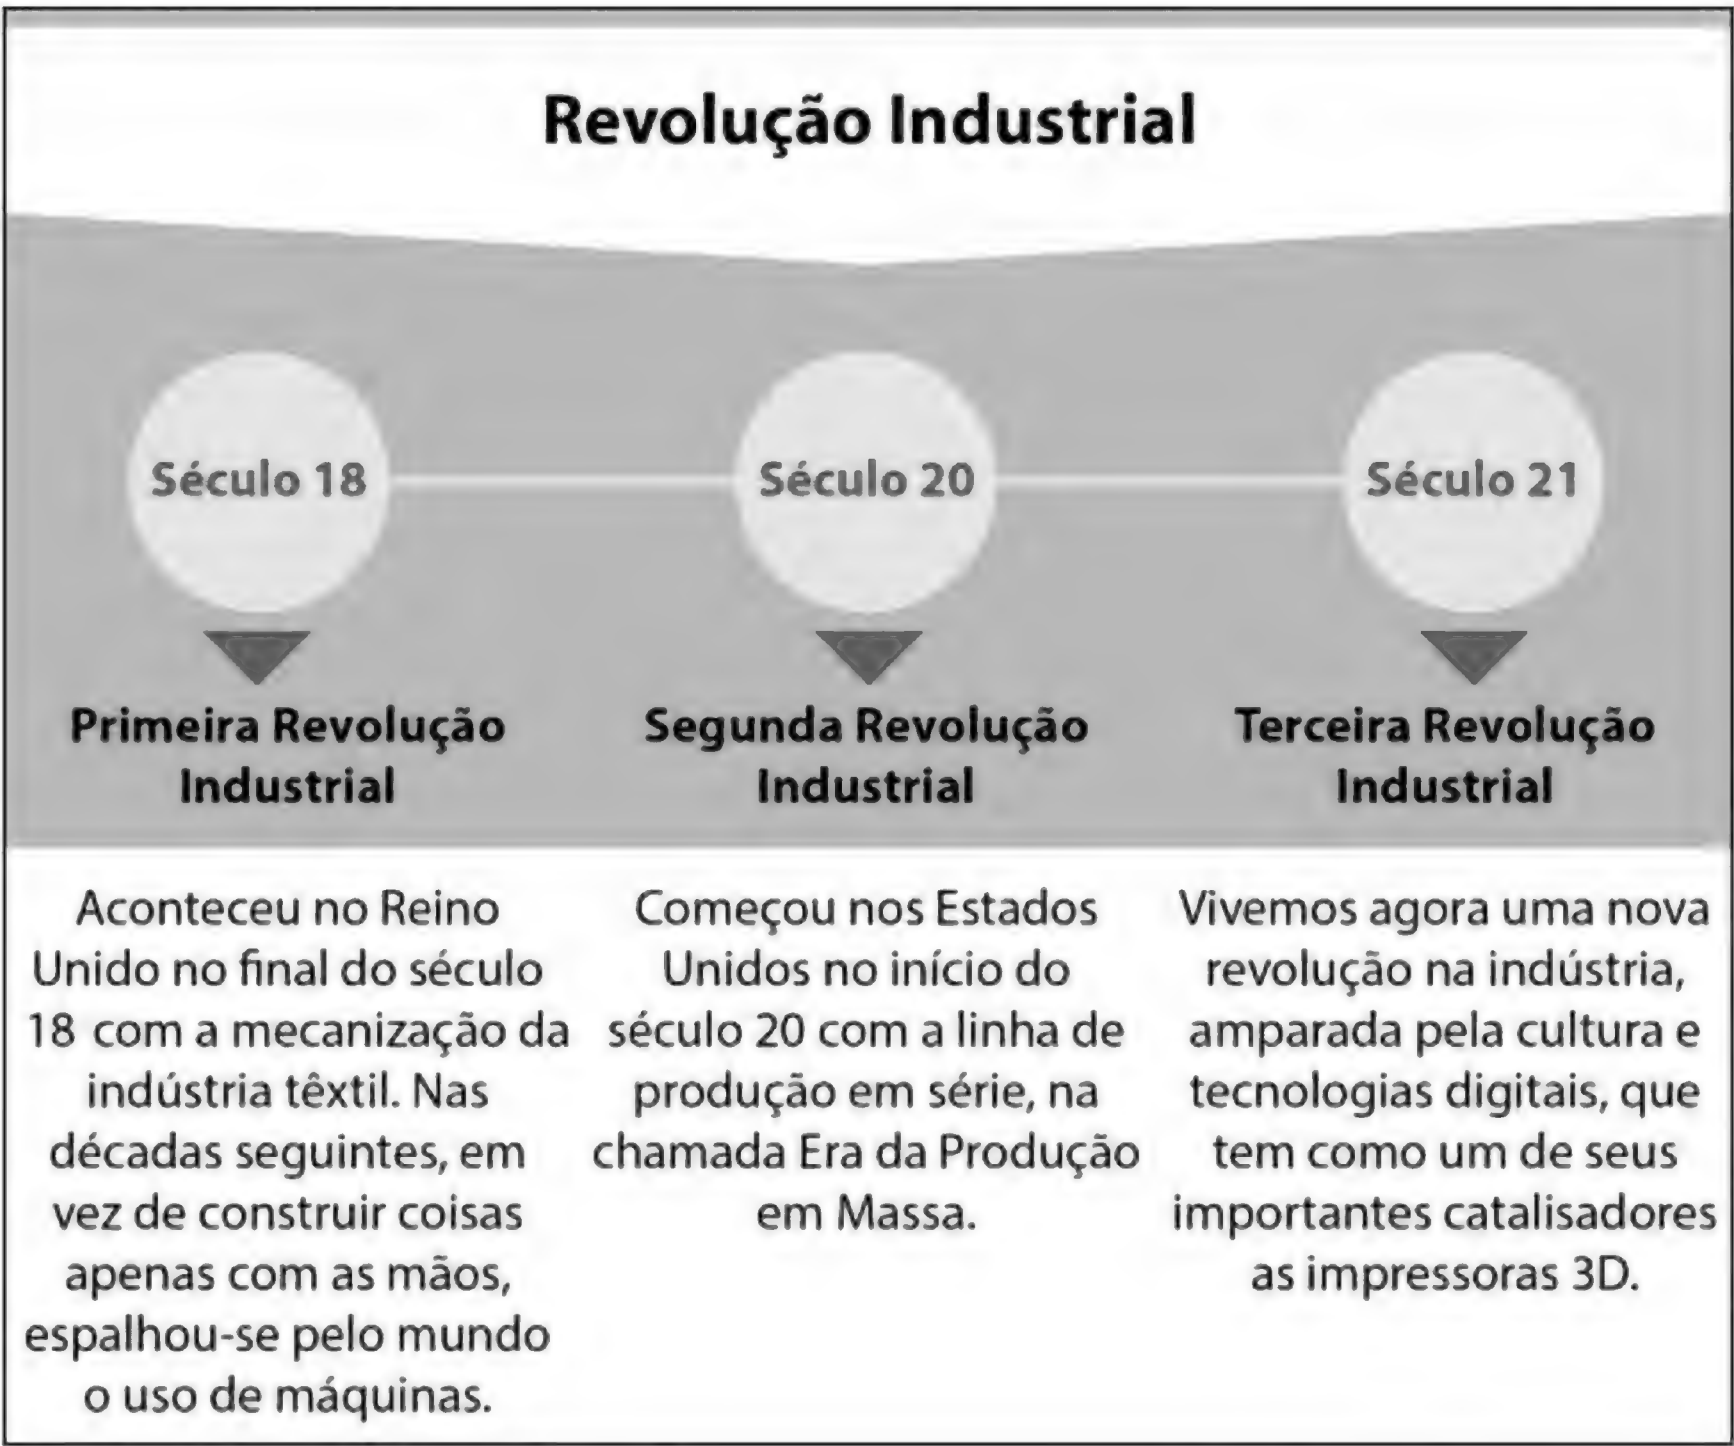 Revolução Industrial
Século 18
Século 20
Século 21
Primeira Revolução
Industrial
Segunda Revolução
Industrial
Terceira Revolução
Industrial
Aconteceu no Reino
Unido no final do século
18 com a mecanização da
indústria têxtil. Nas
décadas seguintes, em
vez de construir coisas
apenas com as mãos,
espalhou-se pelo mundo
o uso de máquinas.
Começou nos Estados
Unidos no início do
século 20 com a linha de
produção em série, na
chamada Era da Produção
em Massa.
Vivemos agora uma nova
revolução na indústria,
amparada pela cultura e
tecnologias digitais, que
tem como um de seus
importantes catalisadores
as impressoras 3D.